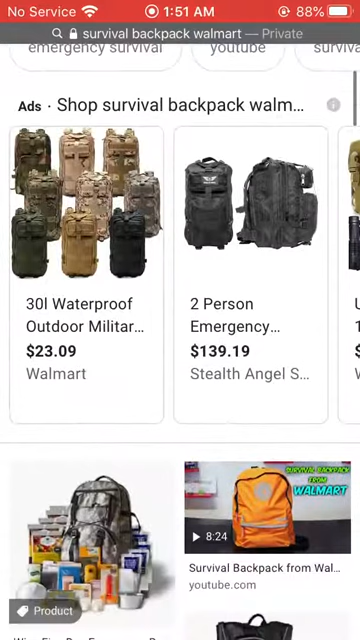 No Service 1:51 AM 88%
survival backpack walmart — Private
emergency survival youtube surviva
Ads · Shop survival backpack walm...
30l Waterproof
Outdoor Militar...
$23.09
Walmart
2 Person
Emergency...
$139.19
Stealth Angel S...
SURVIVAL BACKPACK
FROM
WALMART
8:24
Survival Backpack from Wal...
youtube.com
Product